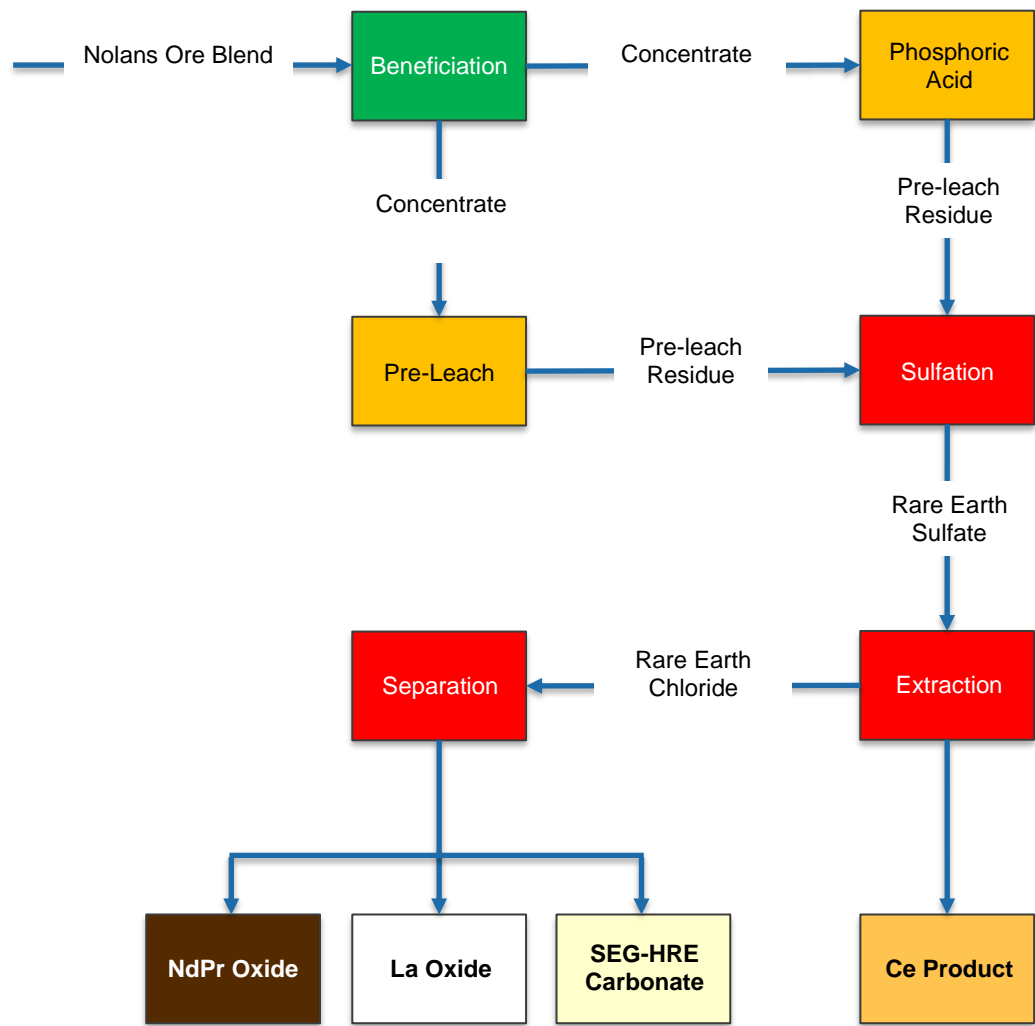 Nolans Ore Blend
Beneficiation
Concentrate
Phosphoric
Acid
Concentrate
Pre-leach
Residue
Pre-Leach
Pre-leach
Residue
Sulfation
Rare Earth
Sulfate
Separation
Rare Earth
Chloride
Extraction
NdPr Oxide
La Oxide
SEG-HRE
Carbonate
Ce Product